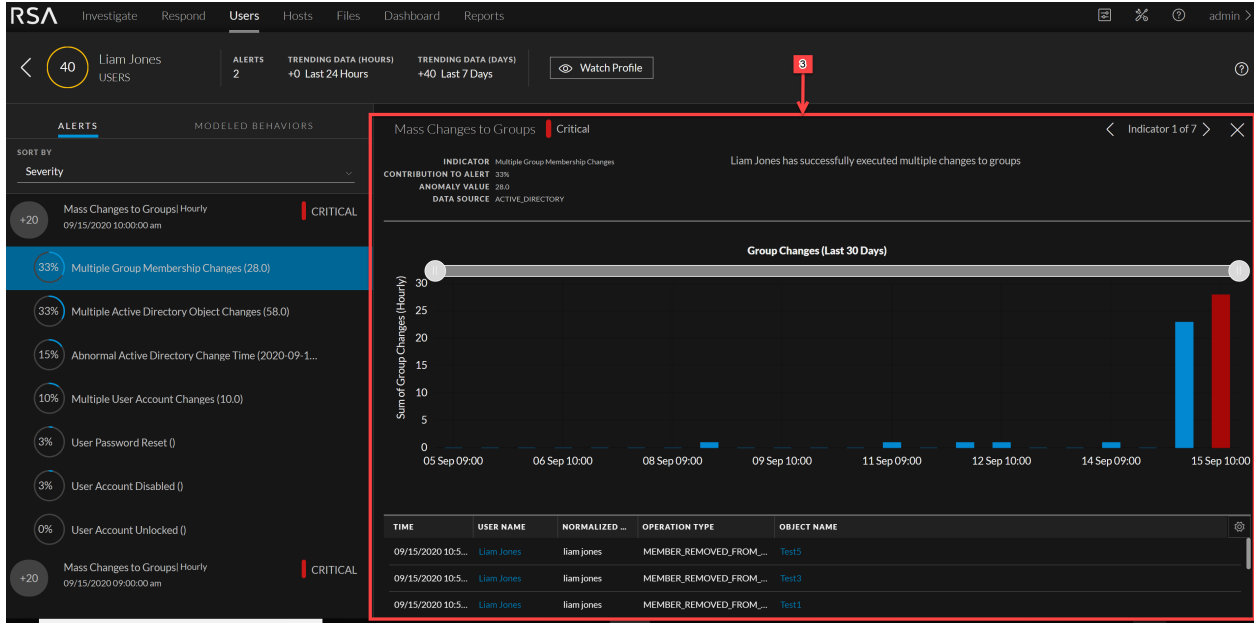 RSA Investigate Respond Users Hosts Files Dashboard Reports admin >
40 Liam Jones
USERS
ALERTS
2
TRENDING DATA (HOURS)
+0 Last 24 Hours
TRENDING DATA (DAYS)
+40 Last 7 Days
Watch Profile
3
ALERTS MODELED BEHAVIORS
SORT BY
Severity
+20 Mass Changes to Groups| Hourly CRITICAL
09/15/2020 10:00:00 am
33% Multiple Group Membership Changes (28.0)
33% Multiple Active Directory Object Changes (58.0)
15% Abnormal Active Directory Change Time (2020-09-1...
10% Multiple User Account Changes (10.0)
3% User Password Reset ()
3% User Account Disabled ()
0% User Account Unlocked ()
+20 Mass Changes to Groups| Hourly CRITICAL
09/15/2020 09:00:00 am
Mass Changes to Groups Critical Indicator 1 of 7
INDICATOR Multiple Group Membership Changes
CONTRIBUTION TO ALERT 33%
ANOMALY VALUE 28.0
DATA SOURCE ACTIVE_DIRECTORY
Liam Jones has successfully executed multiple changes to groups
Group Changes (Last 30 Days)
Sum of Group Changes (Hourly)
30
25
20
15
10
5
0
05 Sep 09:00 06 Sep 10:00 08 Sep 09:00 09 Sep 10:00 11 Sep 09:00 12 Sep 10:00 14 Sep 09:00 15 Sep 10:00
TIME USER NAME NORMALIZED ... OPERATION TYPE OBJECT NAME
09/15/2020 10:5... Liam Jones liam jones MEMBER_REMOVED_FROM_... Test5
09/15/2020 10:5... Liam Jones liam jones MEMBER_REMOVED_FROM_... Test3
09/15/2020 10:5... Liam Jones liam jones MEMBER_REMOVED_FROM_... Test1